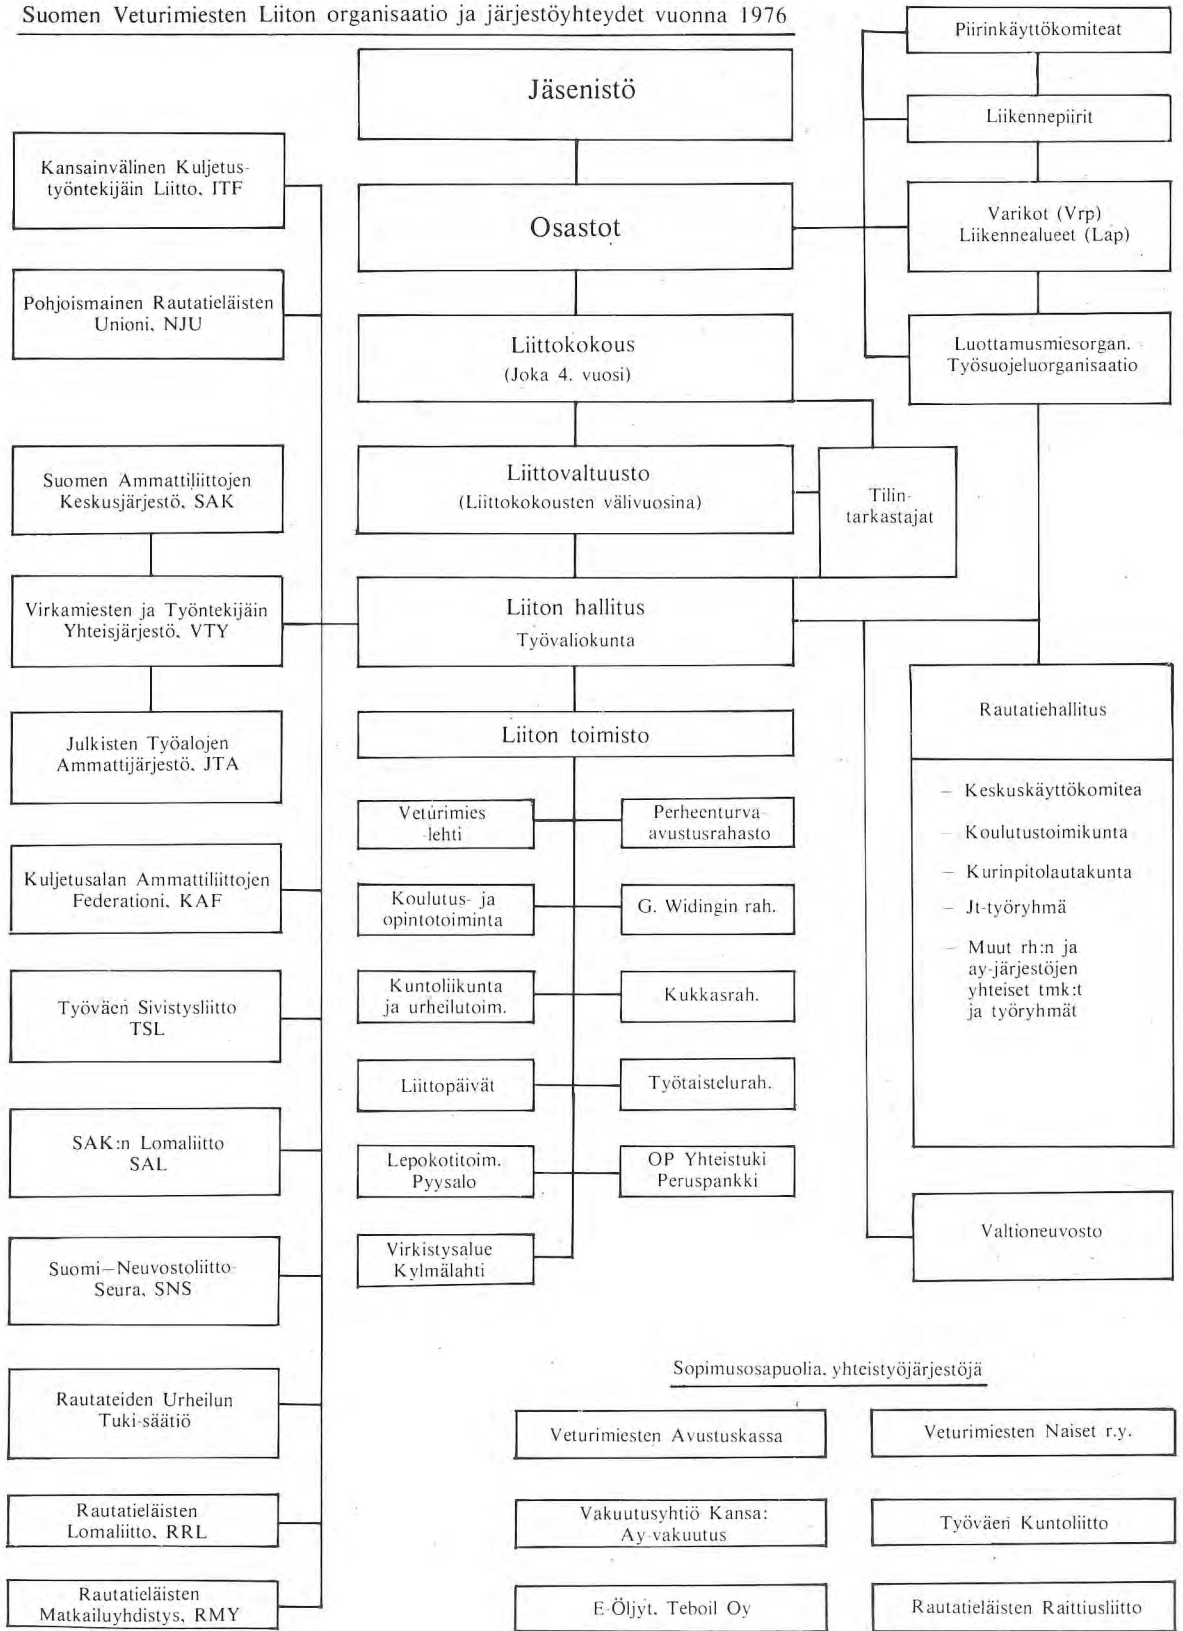 Suomen Veturimiesten Liiton organisaatio ja järjestöyhteydet vuonna 1976
Jäsenistö
Osastot
Liittokokous
(Joka 4. vuosi)
Liittovaltuusto
(Liittokokousten välivuosina)
Tilin-
tarkastajat
Liiton hallitus
Työvaliokunta
Liiton toimisto
Veturimies
-lehti
Perheenturva-
avustusrahasto
Koulutus- ja
opintotoiminta
G. Widingin rah.
Kuntoliikunta
ja urheilutoim.
Kukkasrah.
Liittopäivät
Työtaistelurah.
Lepokotitoim.
Pyysalo
OP Yhteistuki
Peruspankki
Virkistysalue
Kylmälahti
Kansainvälinen Kuljetus-
työntekijäin Liitto, ITF
Pohjoismainen Rautatieläisten
Unioni, NJU
Suomen Ammattiliittojen
Keskusjärjestö, SAK
Virkamiesten ja Työntekijäin
Yhteisjärjestö, VTY
Julkisten Työalojen
Ammattijärjestö, JTA
Kuljetusalan Ammattiliittojen
Federationi, KAF
Työväen Sivistysliitto
TSL
SAK:n Lomaliitto
SAL
Suomi–Neuvostoliitto-
Seura, SNS
Rautateiden Urheilun
Tuki-säätiö
Rautatieläisten
Lomaliitto, RRL
Rautatieläisten
Matkailuyhdistys, RMY
Piirinkäyttökomiteat
Liikennepiirit
Varikot (Vrp)
Liikennealueet (Lap)
Luottamusmiesorgan.
Työsuojeluorganisaatio
Rautatiehallitus
– Keskuskäyttökomitea
– Koulutustoimikunta
– Kurinpitolautakunta
– Jt-työryhmä
– Muut rh:n ja
ay-järjestöjen
yhteiset tmk:t
ja työryhmät
Valtioneuvosto
Sopimusosapuolia, yhteistyöjärjestöjä
Veturimiesten Avustuskassa
Veturimiesten Naiset r.y.
Vakuutusyhtiö Kansa:
Ay-vakuutus
Työväen Kuntoliitto
E-Öljyt, Teboil Oy
Rautatieläisten Raittiusliitto